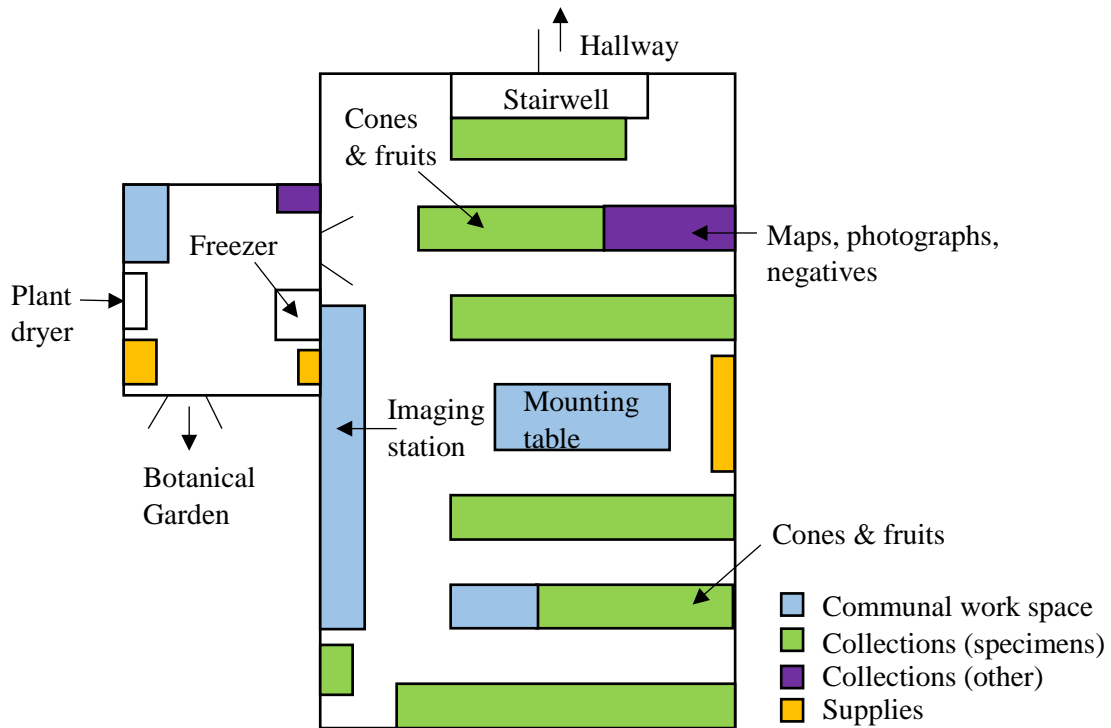 Hallway
Stairwell
Cones
& fruits
Maps, photographs,
negatives
Freezer
Plant
dryer
Imaging
station
Mounting
table
Botanical
Garden
Cones & fruits
Communal work space
Collections (specimens)
Collections (other)
Supplies